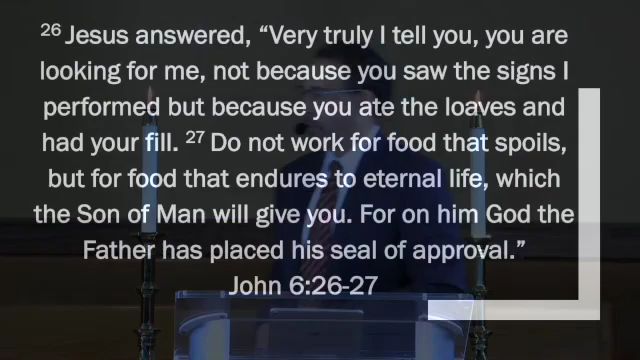 26 Jesus answered, “Very truly I tell you, you are
looking for me, not because you saw the signs I
performed but because you ate the loaves and
had your fill. 27 Do not work for food that spoils,
but for food that endures to eternal life, which
the Son of Man will give you. For on him God the
Father has placed his seal of approval.”
John 6:26-27